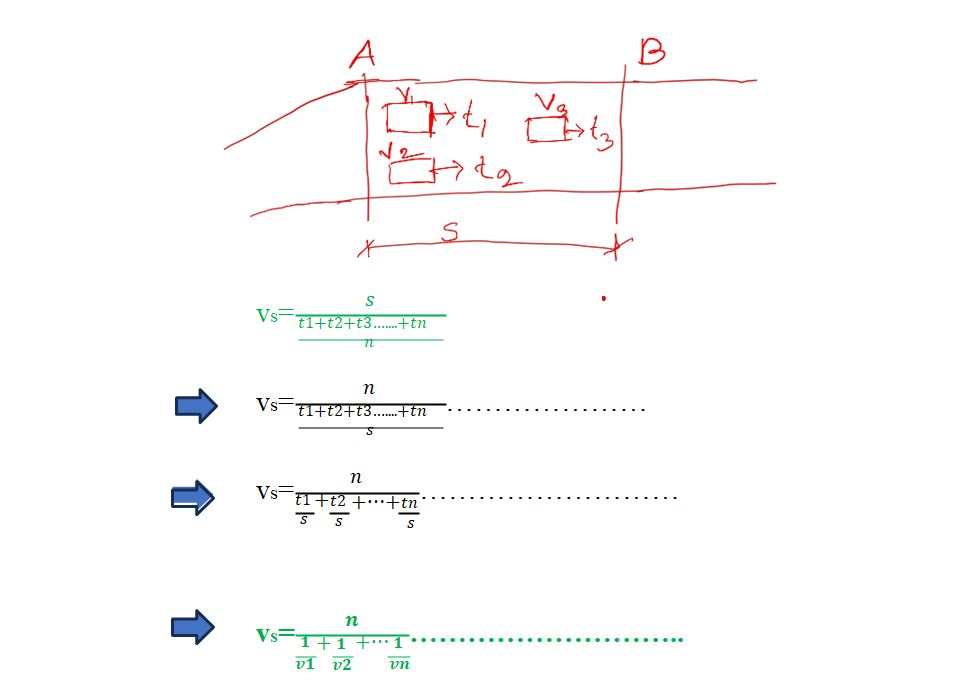 A B
V1 t1 V3 t3
V2 t2
S
vs= s / ((t1+t2+t3.......+tn) / n)
vs= n / ((t1+t2+t3.......+tn) / s) .....................
vs= n / (t1/s + t2/s +⋯+ tn/s) ...........................
vs= n / (1/v1 + 1/v2 +⋯ 1/vn) ............................